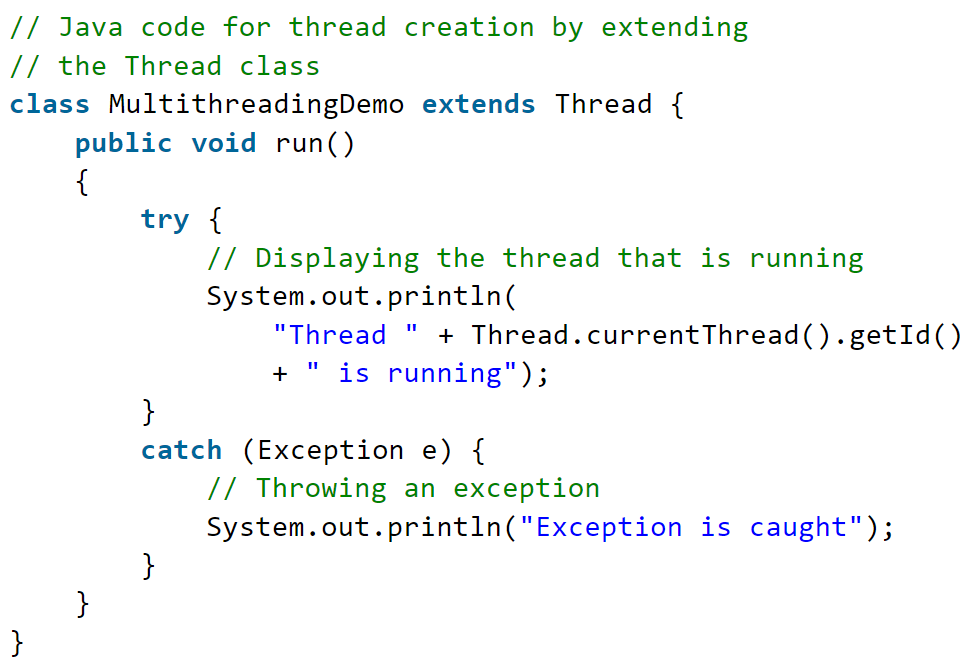 // Java code for thread creation by extending
// the Thread class
class MultithreadingDemo extends Thread {
    public void run()
    {
        try {
            // Displaying the thread that is running
            System.out.println(
                "Thread " + Thread.currentThread().getId()
                + " is running");
        }
        catch (Exception e) {
            // Throwing an exception
            System.out.println("Exception is caught");
        }
    }
}